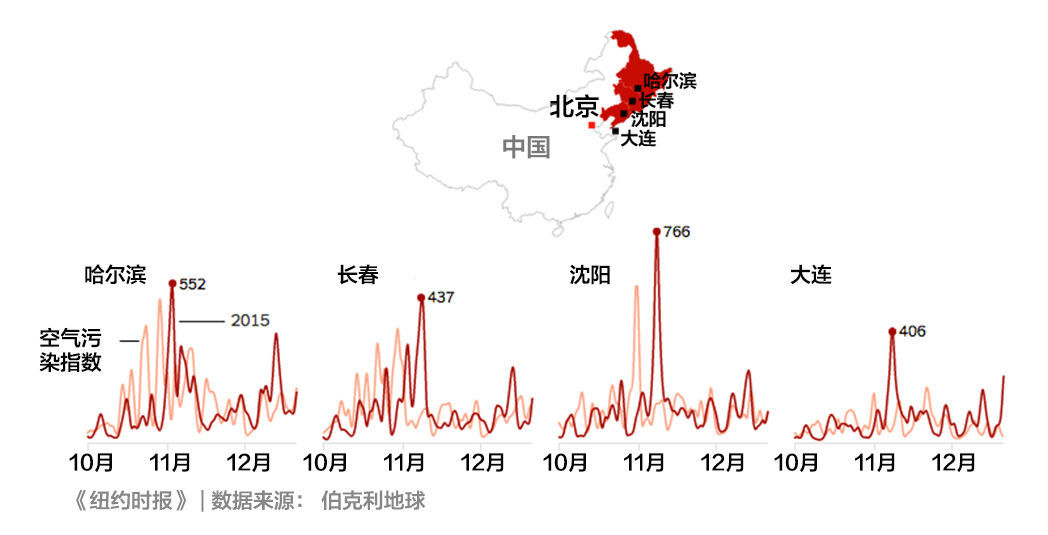 哈尔滨
北京
长春
沈阳
中国
大连
766
哈尔滨
552
长春
437
沈阳
大连
空气污
染指数
2015
406
10月 11月 12月
10月 11月 12月
10月 11月 12月
10月 11月 12月
《纽约时报》 | 数据来源： 伯克利地球